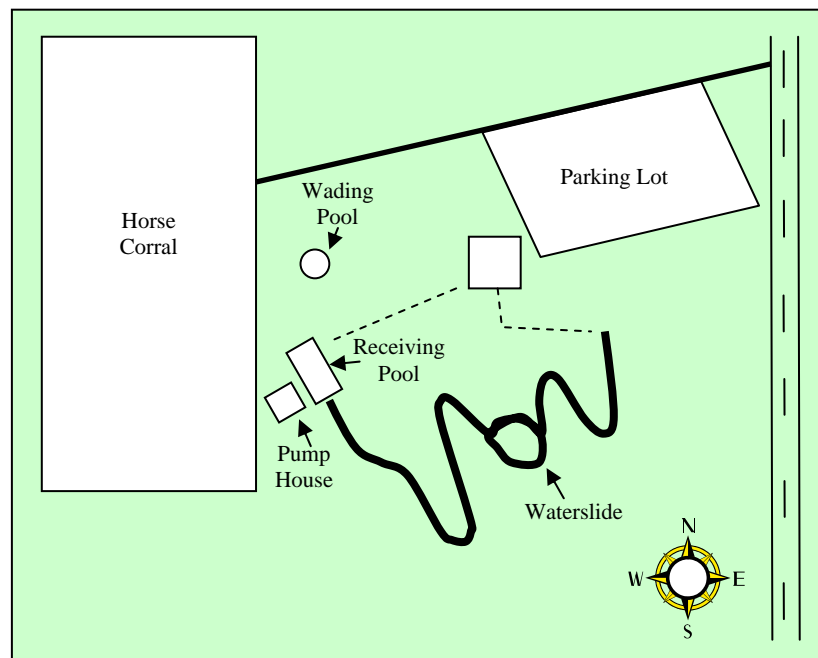 Parking Lot
Wading
Pool
Horse
Corral
Receiving
Pool
Pump
House
Waterslide
N
W
E
S